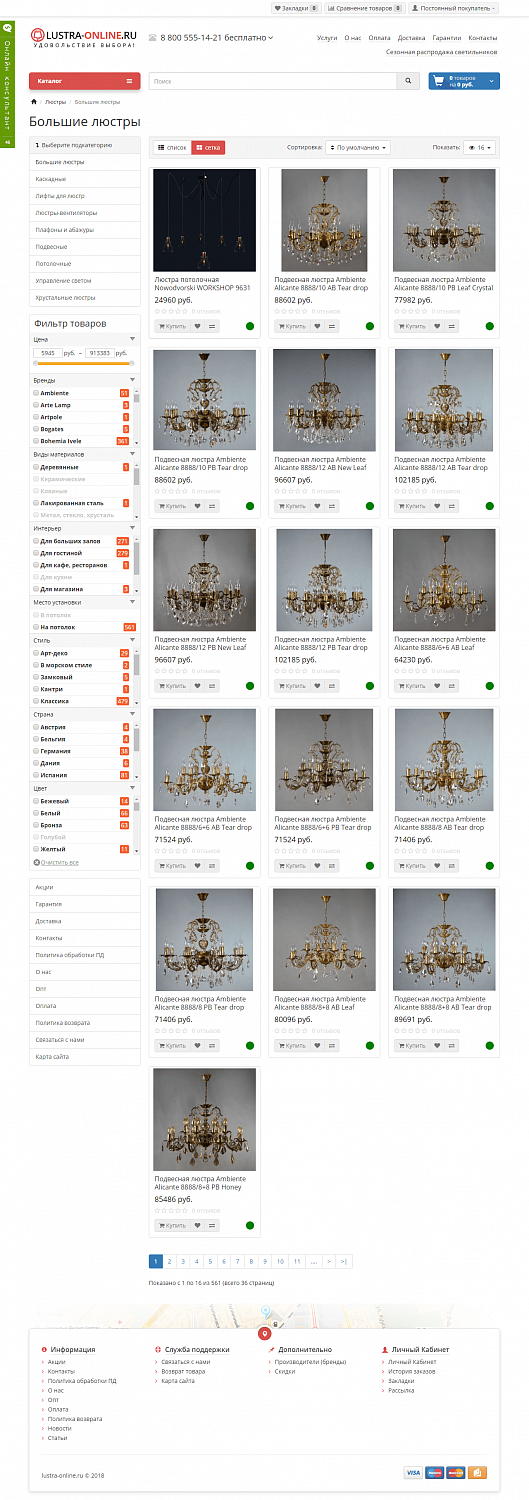 Закладки 0
Сравнение товаров 0
Постоянный покупатель
Онлайн консультант
LUSTRA-ONLINE.RU
УДОВОЛЬСТВИЕ ВЫБОРА!
8 800 555-14-21 бесплатно
Услуги О нас Оплата Доставка Гарантии Контакты
Сезонная распродажа светильников
Каталог
Поиск
0 товаров
на 0 руб.
Люстры / Большие люстры
Большие люстры
1 Выберите подкатегорию
Большие люстры
Каскадные
Лифты для люстр
Люстры-вентиляторы
Плафоны и абажуры
Подвесные
Потолочные
Управление светом
Хрустальные люстры
Фильтр товаров
Цена
5945 руб. – 913383 руб.
Бренды
Ambiente 51
Arte Lamp 3
Artpole 1
Bogates 5
Bohemia Ivele 361
Виды материалов
Деревянные 1
Керамические
Кованые
Лакированная сталь 1
Метал, стекло, хрусталь
Интерьер
Для больших залов 271
Для гостиной 279
Для кафе, ресторанов 1
Для кухни
Для магазина 3
Место установки
В потолок
На потолок 561
Стиль
Арт-деко 25
В морском стиле 2
Замковый 5
Кантри 1
Классика 479
Страна
Австрия 4
Бельгия 4
Германия 38
Дания 6
Испания 81
Цвет
Бежевый 14
Белый 66
Бронза 63
Голубой
Желтый 11
Очистить все
Акции
Гарантия
Доставка
Контакты
Политика обработки ПД
О нас
Опт
Оплата
Политика возврата
Связаться с нами
Карта сайта
список сетка
Сортировка: По умолчанию
Показать: 16
Люстра потолочная
Nowodvorski WORKSHOP 9631
24960 руб.
0 отзывов
Купить
Подвесная люстра Ambiente
Alicante 8888/10 AB Tear drop
88602 руб.
0 отзывов
Купить
Подвесная люстра Ambiente
Alicante 8888/10 PB Leaf Crystal
77982 руб.
0 отзывов
Купить
Подвесная люстра Ambiente
Alicante 8888/10 PB Tear drop
88602 руб.
0 отзывов
Купить
Подвесная люстра Ambiente
Alicante 8888/12 AB New Leaf
96607 руб.
0 отзывов
Купить
Подвесная люстра Ambiente
Alicante 8888/12 AB Tear drop
102185 руб.
0 отзывов
Купить
Подвесная люстра Ambiente
Alicante 8888/12 PB New Leaf
96607 руб.
0 отзывов
Купить
Подвесная люстра Ambiente
Alicante 8888/12 PB Tear drop
102185 руб.
0 отзывов
Купить
Подвесная люстра Ambiente
Alicante 8888/6+6 AB Leaf
64230 руб.
0 отзывов
Купить
Подвесная люстра Ambiente
Alicante 8888/6+6 AB Tear drop
71524 руб.
0 отзывов
Купить
Подвесная люстра Ambiente
Alicante 8888/6+6 PB Tear drop
71524 руб.
0 отзывов
Купить
Подвесная люстра Ambiente
Alicante 8888/8 AB Tear drop
71406 руб.
0 отзывов
Купить
Подвесная люстра Ambiente
Alicante 8888/8 PB Tear drop
71406 руб.
0 отзывов
Купить
Подвесная люстра Ambiente
Alicante 8888/8+8 AB Leaf
80096 руб.
0 отзывов
Купить
Подвесная люстра Ambiente
Alicante 8888/8+8 AB Tear drop
89691 руб.
0 отзывов
Купить
Подвесная люстра Ambiente
Alicante 8888/8+8 PB Honey
85486 руб.
0 отзывов
Купить
1 2 3 4 5 6 7 8 9 10 11 .... > >|
Показано с 1 по 16 из 561 (всего 36 страниц)
Информация
Акции
Контакты
Политика обработки ПД
О нас
Опт
Оплата
Политика возврата
Новости
Статьи
Служба поддержки
Связаться с нами
Возврат товара
Карта сайта
Дополнительно
Производители (бренды)
Скидки
Личный Кабинет
Личный Кабинет
История заказов
Закладки
Рассылка
lustra-online.ru © 2018
VISA